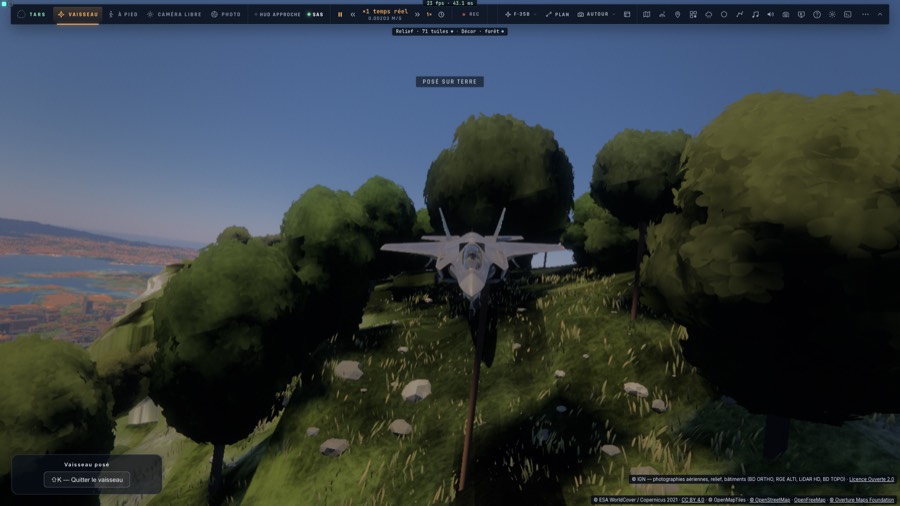 23 fps · 43.1 ms
TARS VAISSEAU À PIED CAMÉRA LIBRE PHOTO HUD APPROCHE SAS ×1 temps réel 1× REC F-35B PLAN AUTOUR
0.00203 M/S
Relief · 71 tuiles · Décor · forêt
POSÉ SUR TERRE
Vaisseau posé
⇧K — Quitter le vaisseau
© IGN — photographies aériennes, relief, bâtiments (BD ORTHO, RGE ALTI, LiDAR HD, BD TOPO) · Licence Ouverte 2.0
© ESA WorldCover / Copernicus 2021 · CC BY 4.0 · © OpenMapTiles · © OpenStreetMap · OpenFreeMap · © Overture Maps Foundation